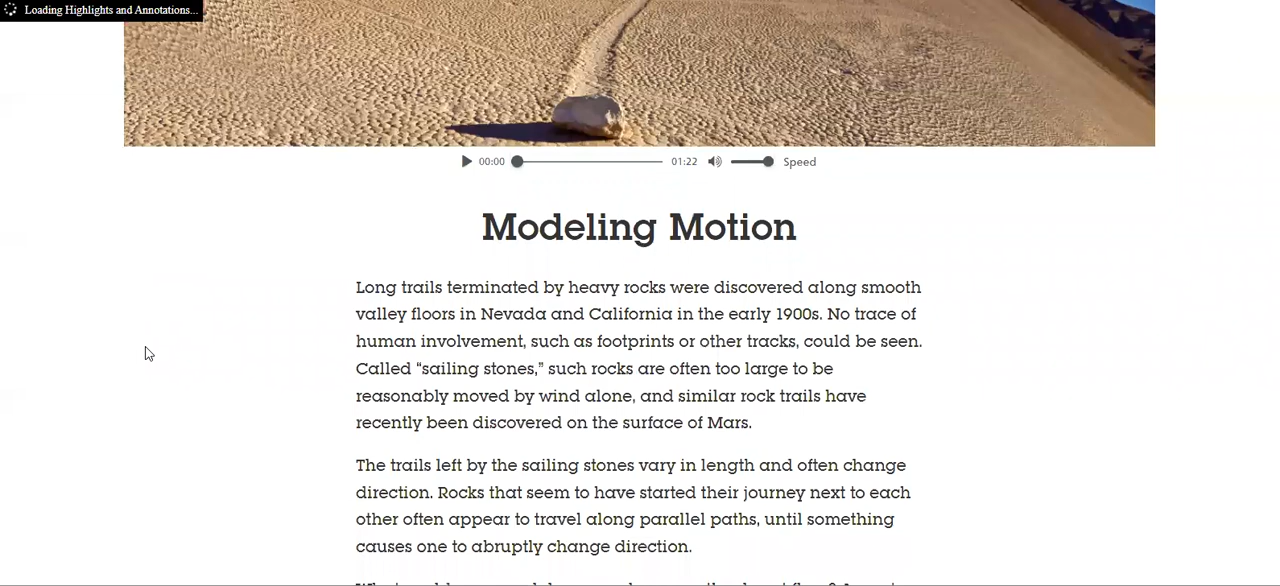 Loading Highlights and Annotations...
00:00 01:22 Speed
Modeling Motion
Long trails terminated by heavy rocks were discovered along smooth
valley floors in Nevada and California in the early 1900s. No trace of
human involvement, such as footprints or other tracks, could be seen.
Called “sailing stones,” such rocks are often too large to be
reasonably moved by wind alone, and similar rock trails have
recently been discovered on the surface of Mars.
The trails left by the sailing stones vary in length and often change
direction. Rocks that seem to have started their journey next to each
other often appear to travel along parallel paths, until something
causes one to abruptly change direction.